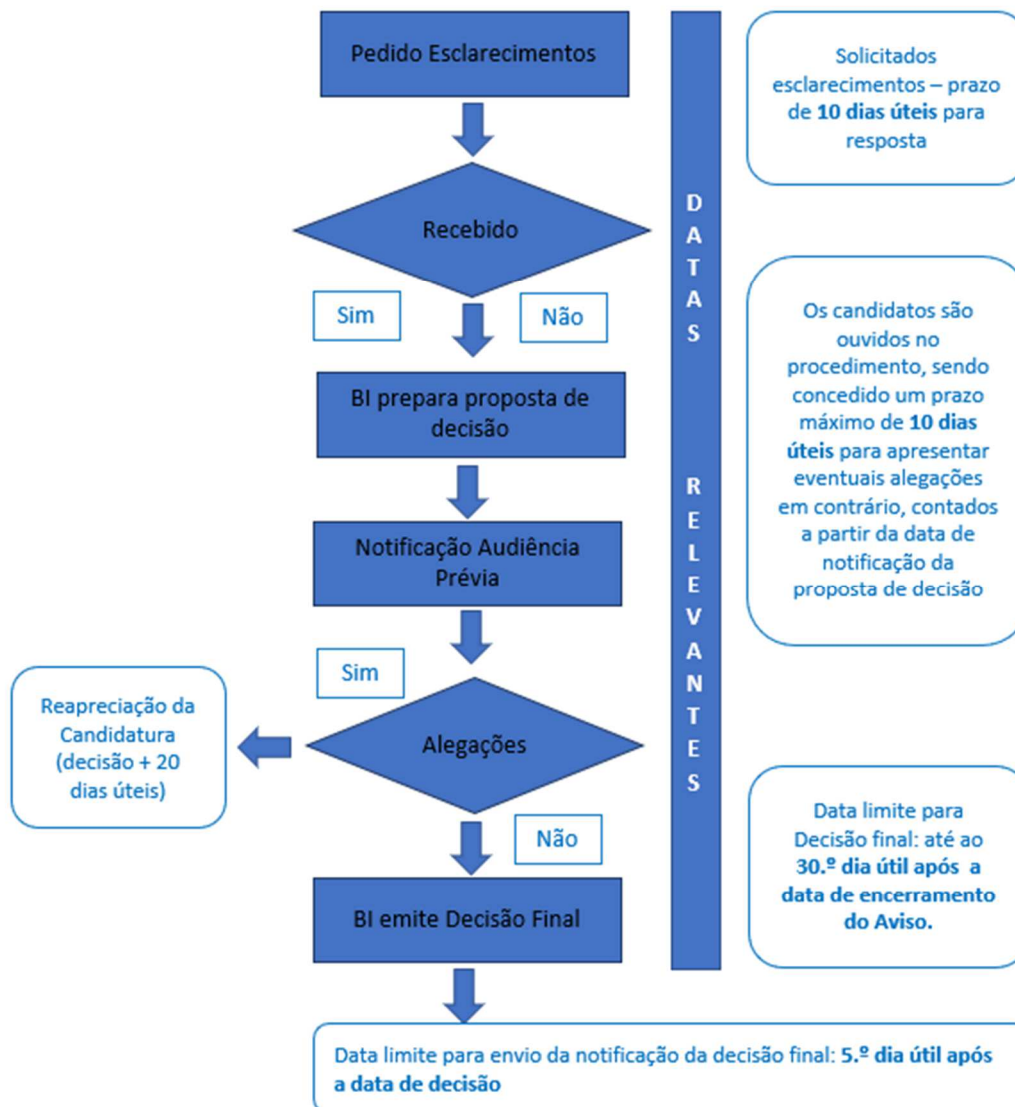 Pedido Esclarecimentos
Solicitados
esclarecimentos – prazo
de 10 dias úteis para
resposta
Recebido
Sim
Não
DATAS RELEVANTES
Os candidatos são
ouvidos no
procedimento, sendo
concedido um prazo
máximo de 10 dias
úteis para apresentar
eventuais alegações
em contrário, contados
a partir da data de
notificação da
proposta de decisão
BI prepara proposta de
decisão
Notificação Audiência
Prévia
Sim
Reapreciação da
Candidatura
(decisão + 20
dias úteis)
Alegações
Não
Data limite para
Decisão final: até ao
30.º dia útil após a
data de encerramento
do Aviso.
BI emite Decisão Final
Data limite para envio da notificação da decisão final: 5.º dia útil após
a data de decisão